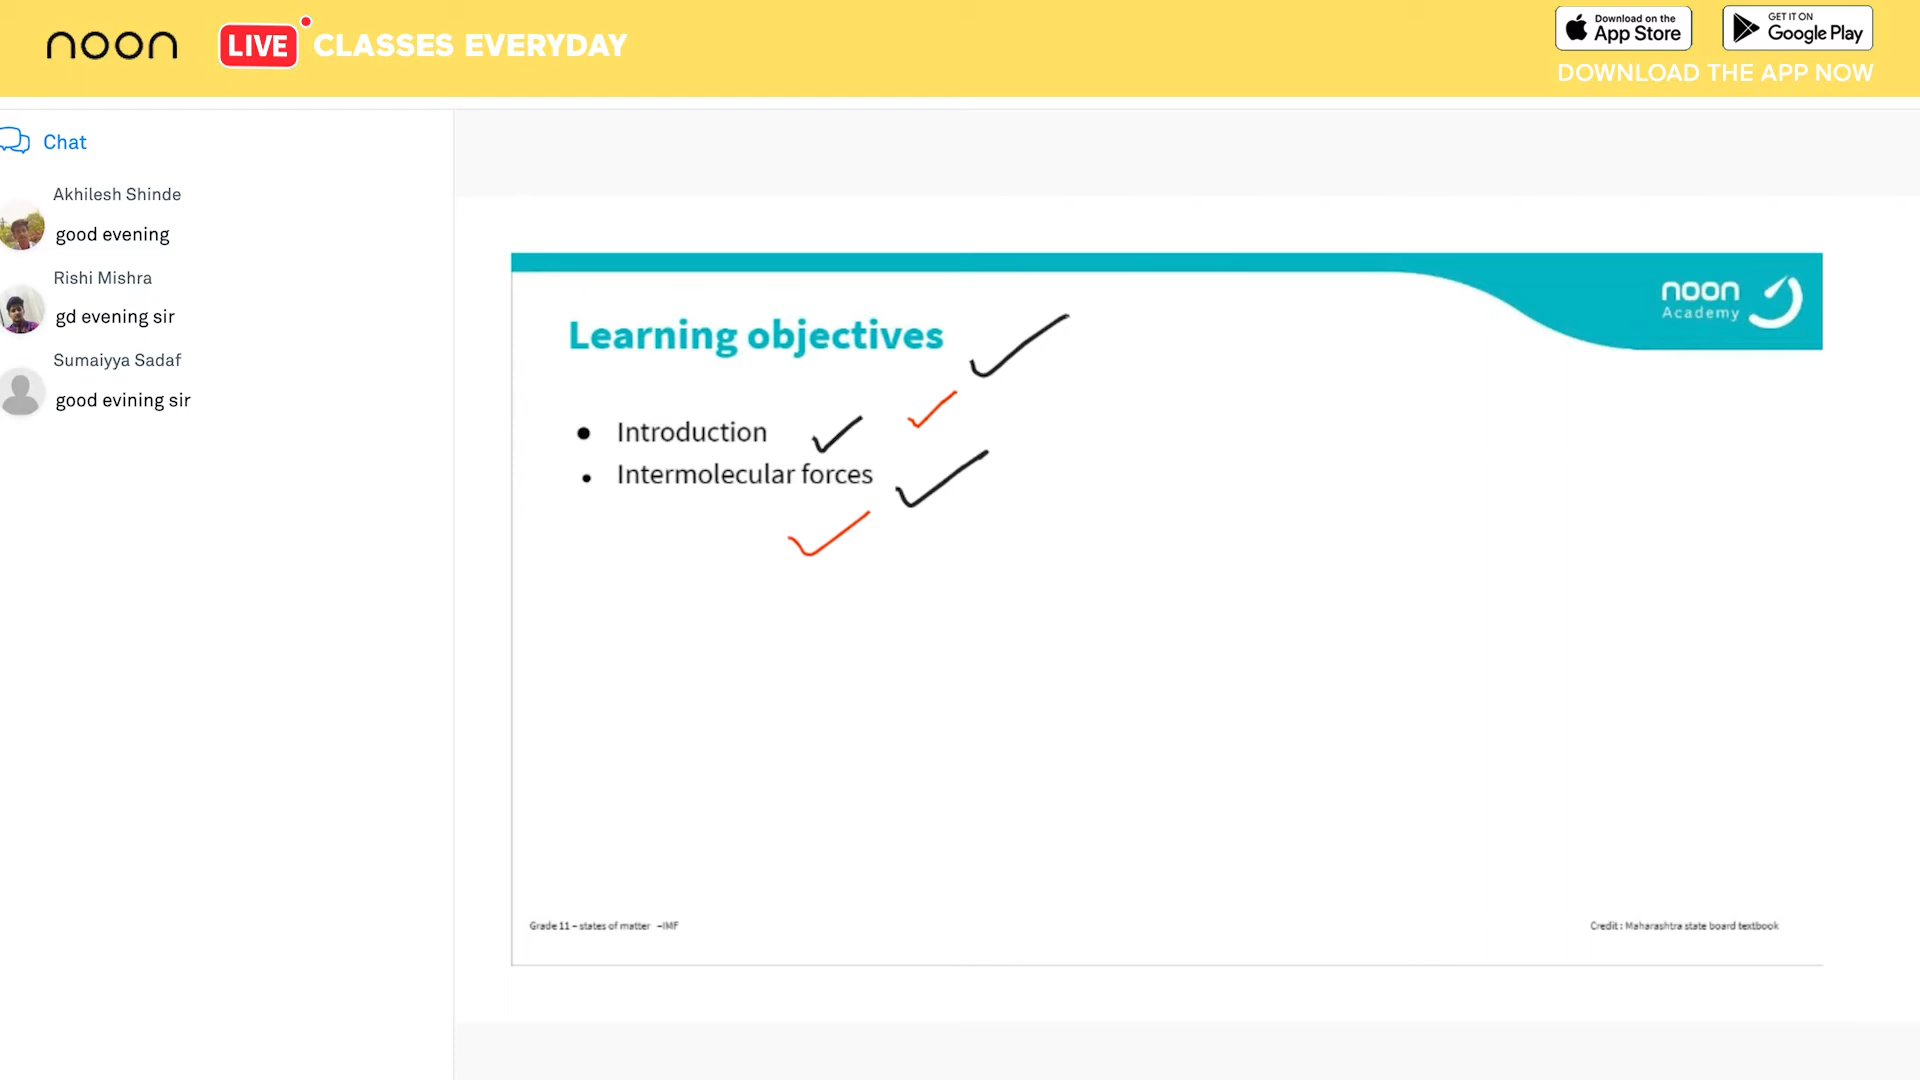 noon LIVE CLASSES EVERYDAY
Download on the App Store
GET IT ON Google Play
DOWNLOAD THE APP NOW
Chat
Akhilesh Shinde
good evening
Rishi Mishra
gd evening sir
Sumaiyya Sadaf
good evining sir
noon
Academy
Learning objectives
• Introduction
• Intermolecular forces
Grade 11 – states of matter –IMF
Credit : Maharashtra state board textbook